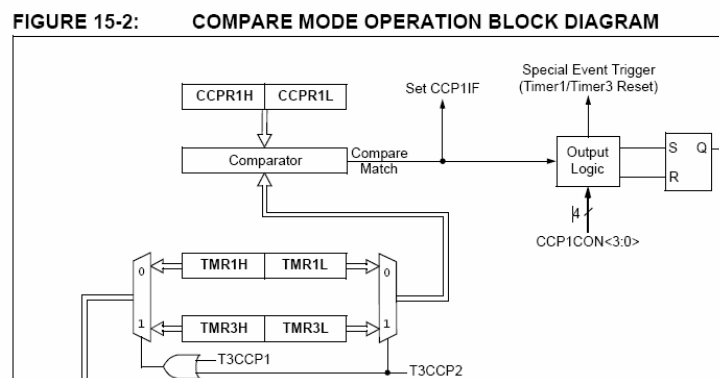 FIGURE 15-2: COMPARE MODE OPERATION BLOCK DIAGRAM
Special Event Trigger
(Timer1/Timer3 Reset)
Set CCP1IF
CCPR1H CCPR1L
Comparator
Compare
Match
Output
Logic
S Q
R
4
CCP1CON<3:0>
0 TMR1H TMR1L 0
1 TMR3H TMR3L 1
T3CCP1
T3CCP2